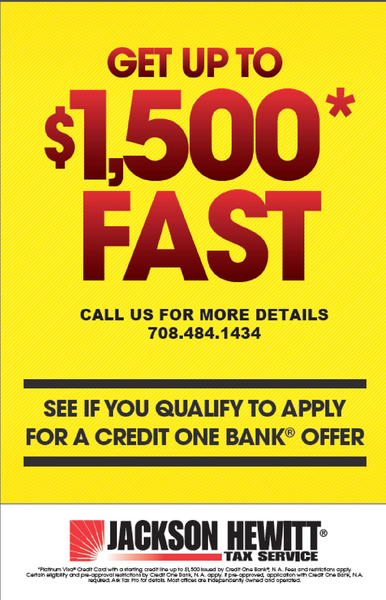 GET UP TO
$1,500*
FAST
CALL US FOR MORE DETAILS
708.484.1434
SEE IF YOU QUALIFY TO APPLY
FOR A CREDIT ONE BANK® OFFER
JACKSON HEWITT®
TAX SERVICE
*Platinum Visa® Credit Card with a starting credit line up to $1,500 issued by Credit One Bank®, N.A. Fees and restrictions apply.
Certain eligibility and pre-approval restrictions by Credit One Bank, N.A. apply. If pre-approved, application with Credit One Bank, N.A.
required. Ask Tax Pro for details. Most offices are independently owned and operated.